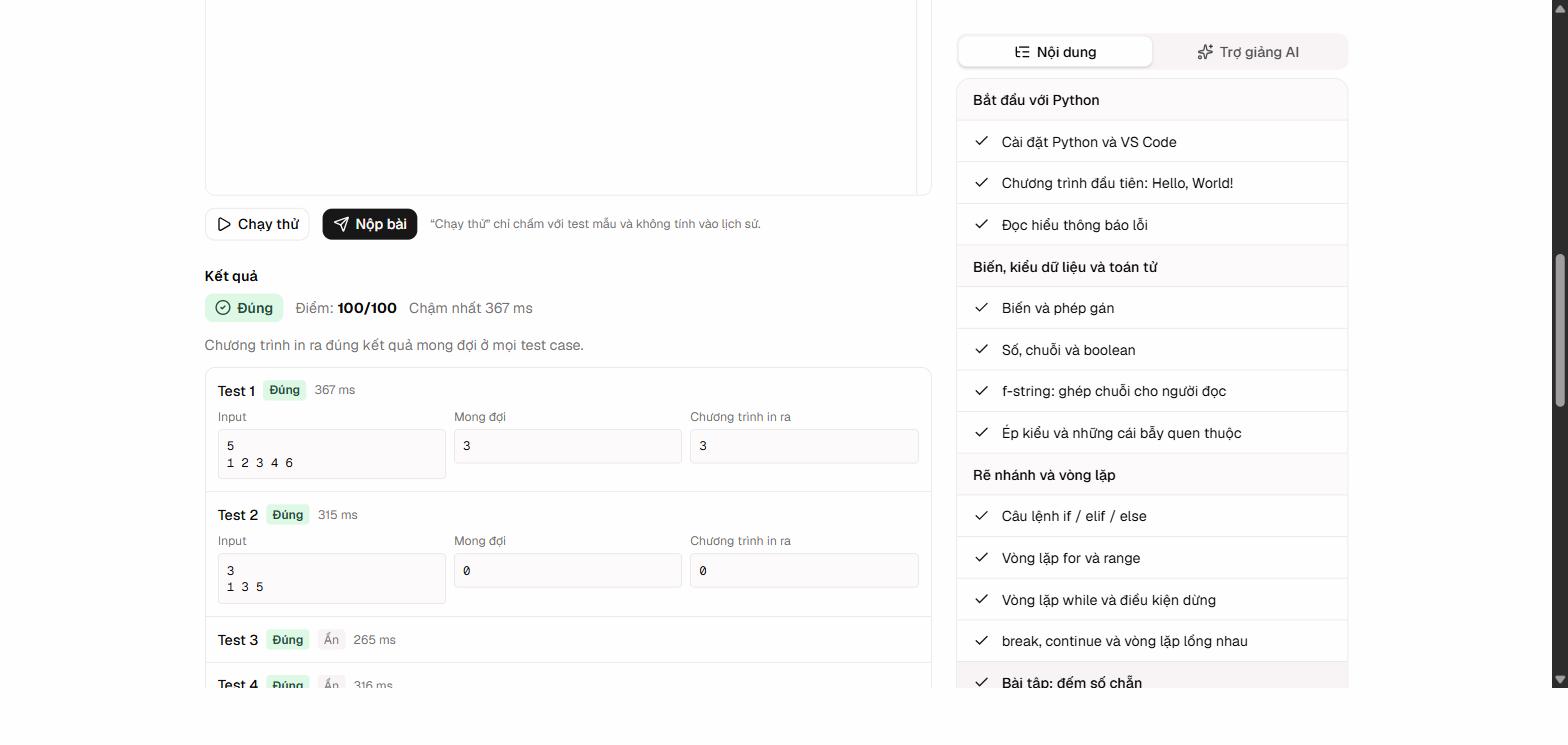 Chạy thử
Nộp bài
“Chạy thử” chỉ chấm với test mẫu và không tính vào lịch sử.
Kết quả
Đúng Điểm: 100/100 Chậm nhất 367 ms
Chương trình in ra đúng kết quả mong đợi ở mọi test case.
Test 1 Đúng 367 ms
Input
5
1 2 3 4 6
Mong đợi
3
Chương trình in ra
3
Test 2 Đúng 315 ms
Input
3
1 3 5
Mong đợi
0
Chương trình in ra
0
Test 3 Đúng Ẩn 265 ms
Test 4 Đúng Ẩn 316 ms
Nội dung
Trợ giảng AI
Bắt đầu với Python
Cài đặt Python và VS Code
Chương trình đầu tiên: Hello, World!
Đọc hiểu thông báo lỗi
Biến, kiểu dữ liệu và toán tử
Biến và phép gán
Số, chuỗi và boolean
f-string: ghép chuỗi cho người đọc
Ép kiểu và những cái bẫy quen thuộc
Rẽ nhánh và vòng lặp
Câu lệnh if / elif / else
Vòng lặp for và range
Vòng lặp while và điều kiện dừng
break, continue và vòng lặp lồng nhau
Bài tập: đếm số chẵn